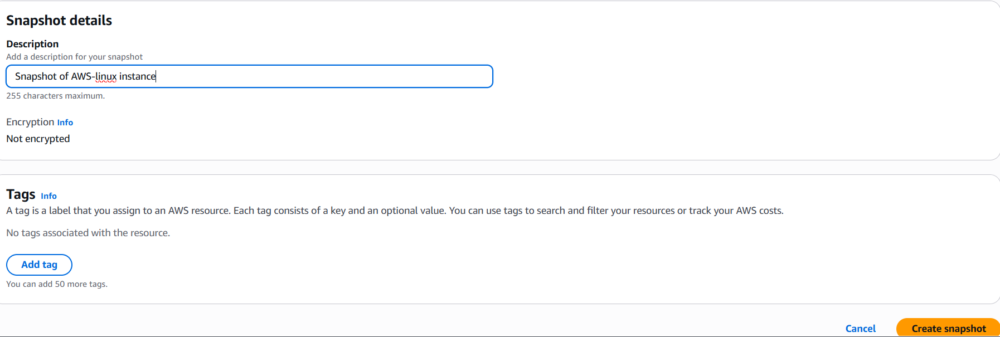 Snapshot details
Description
Add a description for your snapshot
Snapshot of AWS-linux instance
255 characters maximum.
Encryption Info
Not encrypted
Tags Info
A tag is a label that you assign to an AWS resource. Each tag consists of a key and an optional value. You can use tags to search and filter your resources or track your AWS costs.
No tags associated with the resource.
Add tag
You can add 50 more tags.
Cancel Create snapshot